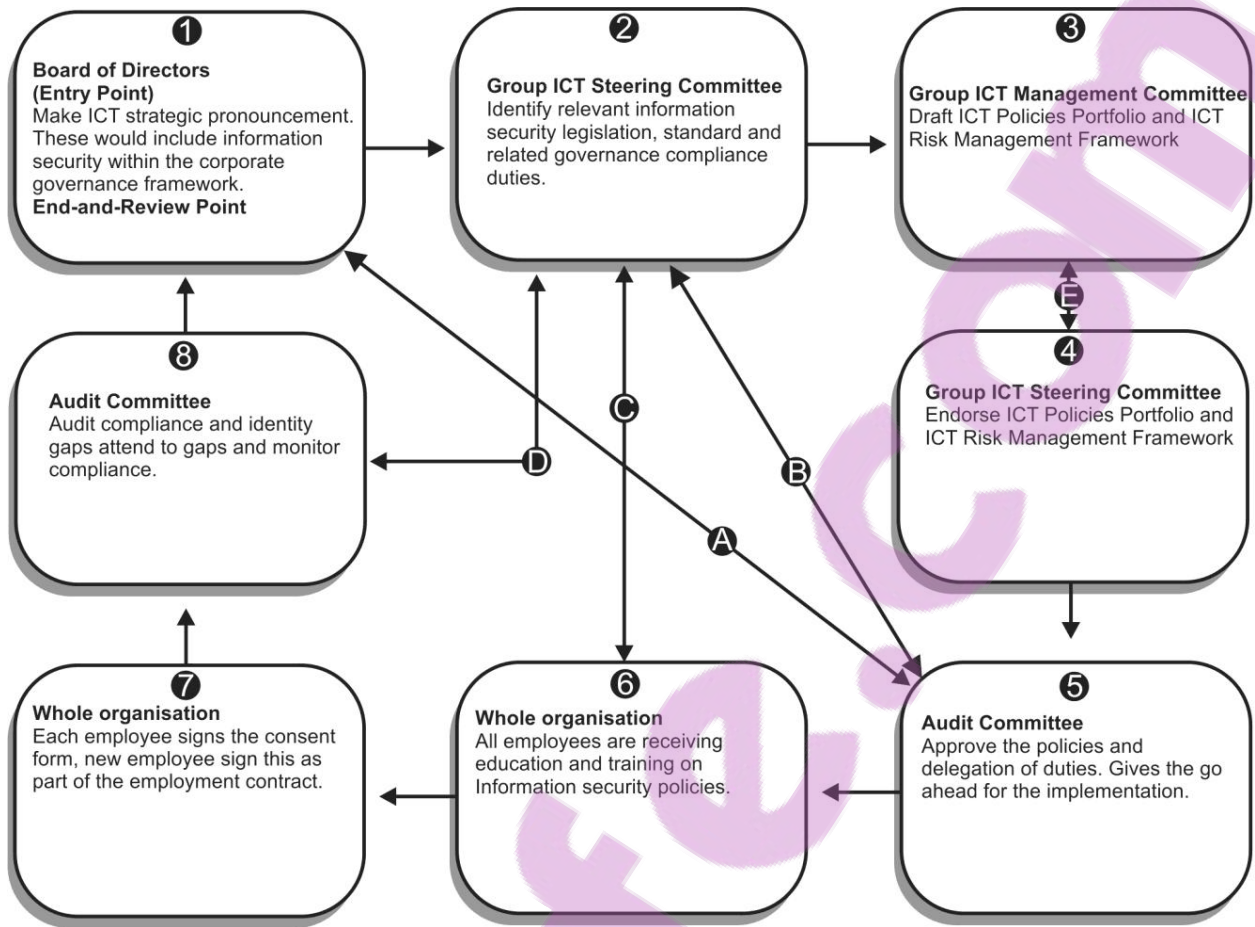 1
Board of Directors
(Entry Point)
Make ICT strategic pronouncement.
These would include information
security within the corporate
governance framework.
End-and-Review Point
2
Group ICT Steering Committee
Identify relevant information
security legislation, standard and
related governance compliance
duties.
3
Group ICT Management Committee
Draft ICT Policies Portfolio and ICT
Risk Management Framework
E
8
Audit Committee
Audit compliance and identity
gaps attend to gaps and monitor
compliance.
D
C
B
A
4
Group ICT Steering Committee
Endorse ICT Policies Portfolio and
ICT Risk Management Framework
7
Whole organisation
Each employee signs the consent
form, new employee sign this as
part of the employment contract.
6
Whole organisation
All employees are receiving
education and training on
Information security policies.
5
Audit Committee
Approve the policies and
delegation of duties. Gives the go
ahead for the implementation.
fe.com